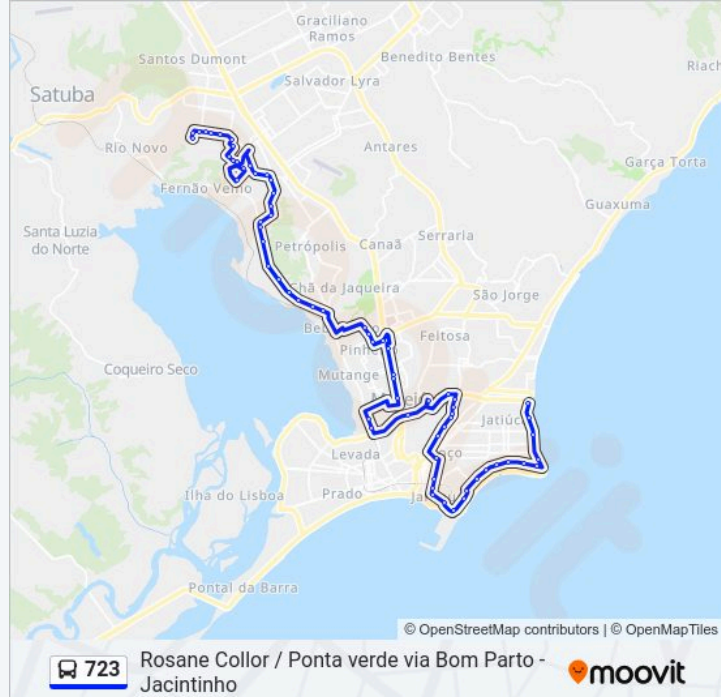 Graciliano
Ramos
Benedito Bentes
Santos Dumont
Salvador Lyra
Riach
Satuba
Rio Novo
Antares
Garça Torta
Fernão Velho
Guaxuma
Santa Luzia
do Norte
Serraria
Petrópolis
Canaã
Chã da Jaqueira
São Jorge
Feitosa
Pinheiro
Coqueiro Seco
Mutange
Jatiúca
Levada
Ilha do Lisboa
Prado
Pontal da Barra
© OpenStreetMap contributors | © OpenMapTiles
723
Rosane Collor / Ponta verde via Bom Parto -
Jacintinho
moovit